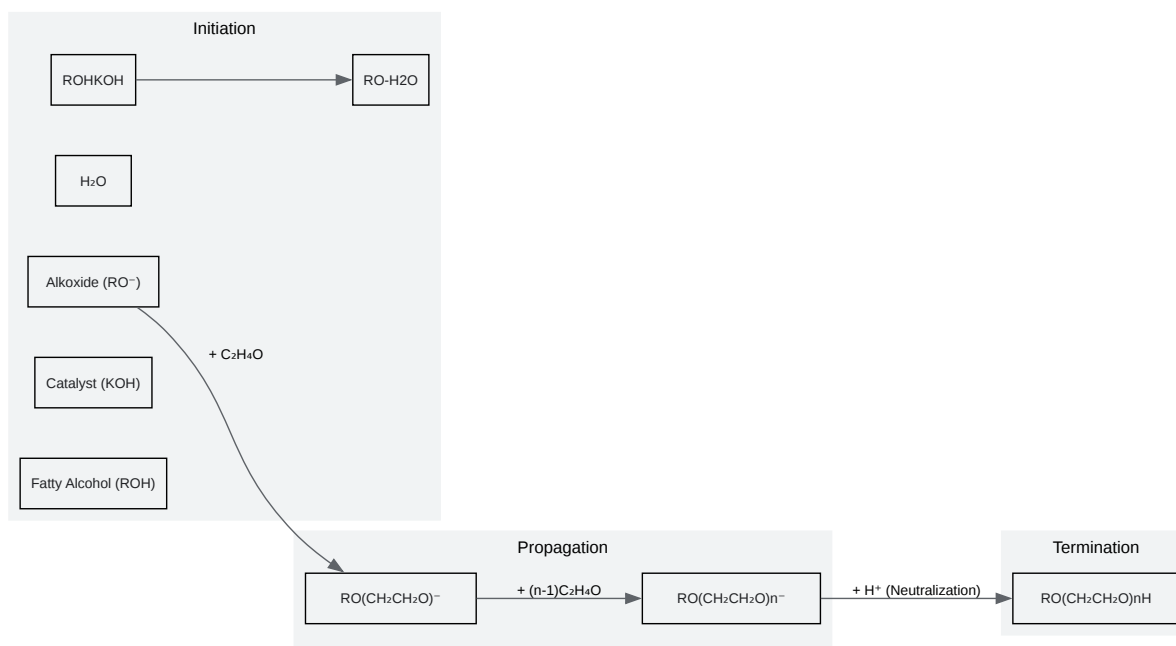 Initiation
ROHKOH
RO-H2O
H₂O
Alkoxide (RO⁻)
+ C₂H₄O
Catalyst (KOH)
Fatty Alcohol (ROH)
Propagation
Termination
RO(CH₂CH₂O)⁻
+ (n-1)C₂H₄O
RO(CH₂CH₂O)n⁻
+ H⁺ (Neutralization)
RO(CH₂CH₂O)nH